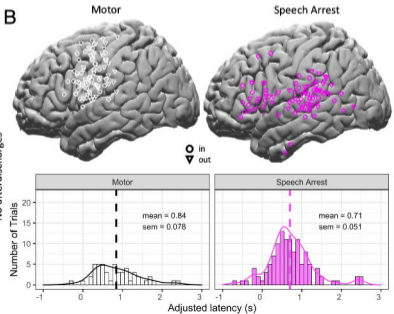 B
Motor
Speech Arrest
in
out
Motor
Speech Arrest
Number of Trials
20
15
10
5
0
mean = 0.84
sem = 0.078
mean = 0.71
sem = 0.051
-1 0 1 2 3
-1 0 1 2 3
Adjusted latency (s)